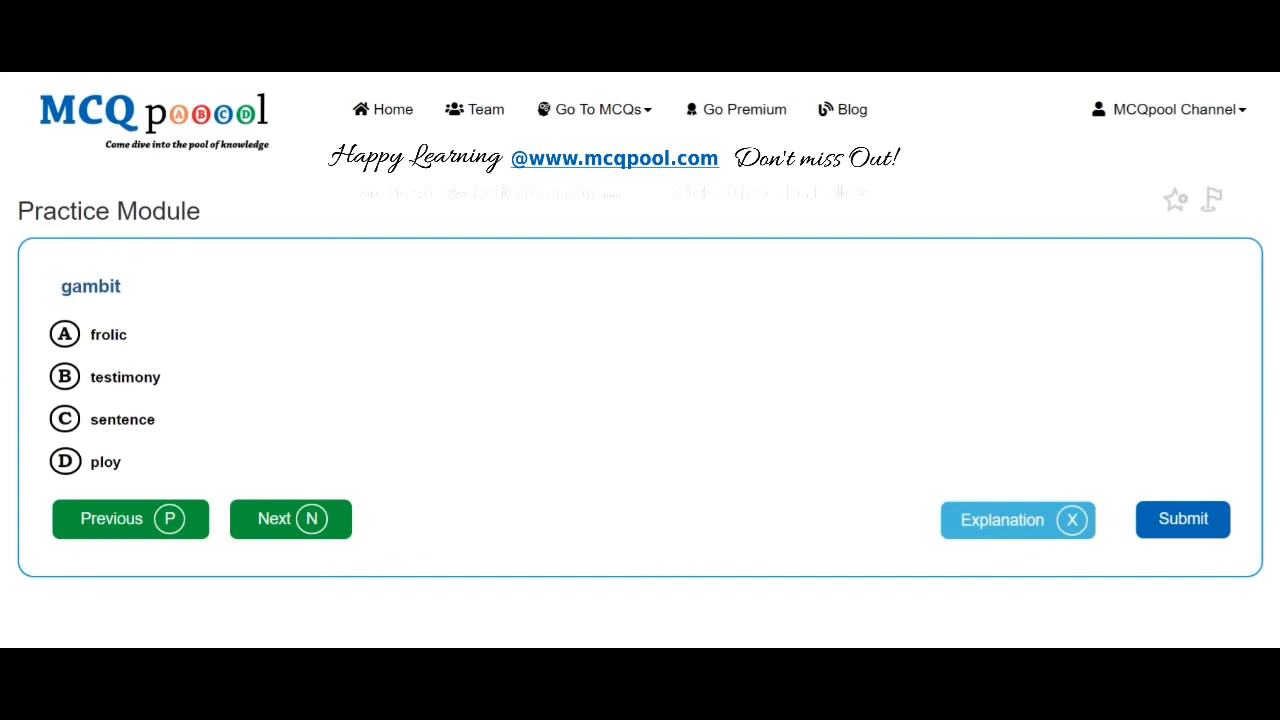 MCQ pABCDl
Come dive into the pool of knowledge
Home Team Go To MCQs Go Premium Blog MCQpool Channel
Happy Learning @www.mcqpool.com Don't miss Out!
Practice Module
gambit
A frolic
B testimony
C sentence
D ploy
Previous P Next N Explanation X Submit